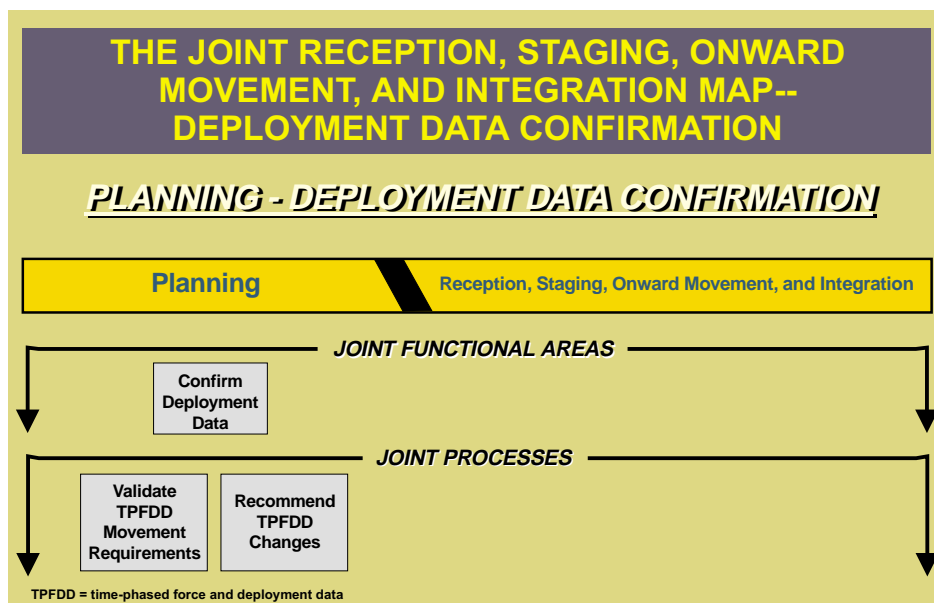 THE JOINT RECEPTION, STAGING, ONWARD
MOVEMENT, AND INTEGRATION MAP--
DEPLOYMENT DATA CONFIRMATION
PLANNING - DEPLOYMENT DATA CONFIRMATION
Planning
Reception, Staging, Onward Movement, and Integration
JOINT FUNCTIONAL AREAS
Confirm
Deployment
Data
JOINT PROCESSES
Validate
TPFDD
Movement
Requirements
Recommend
TPFDD
Changes
TPFDD = time-phased force and deployment data